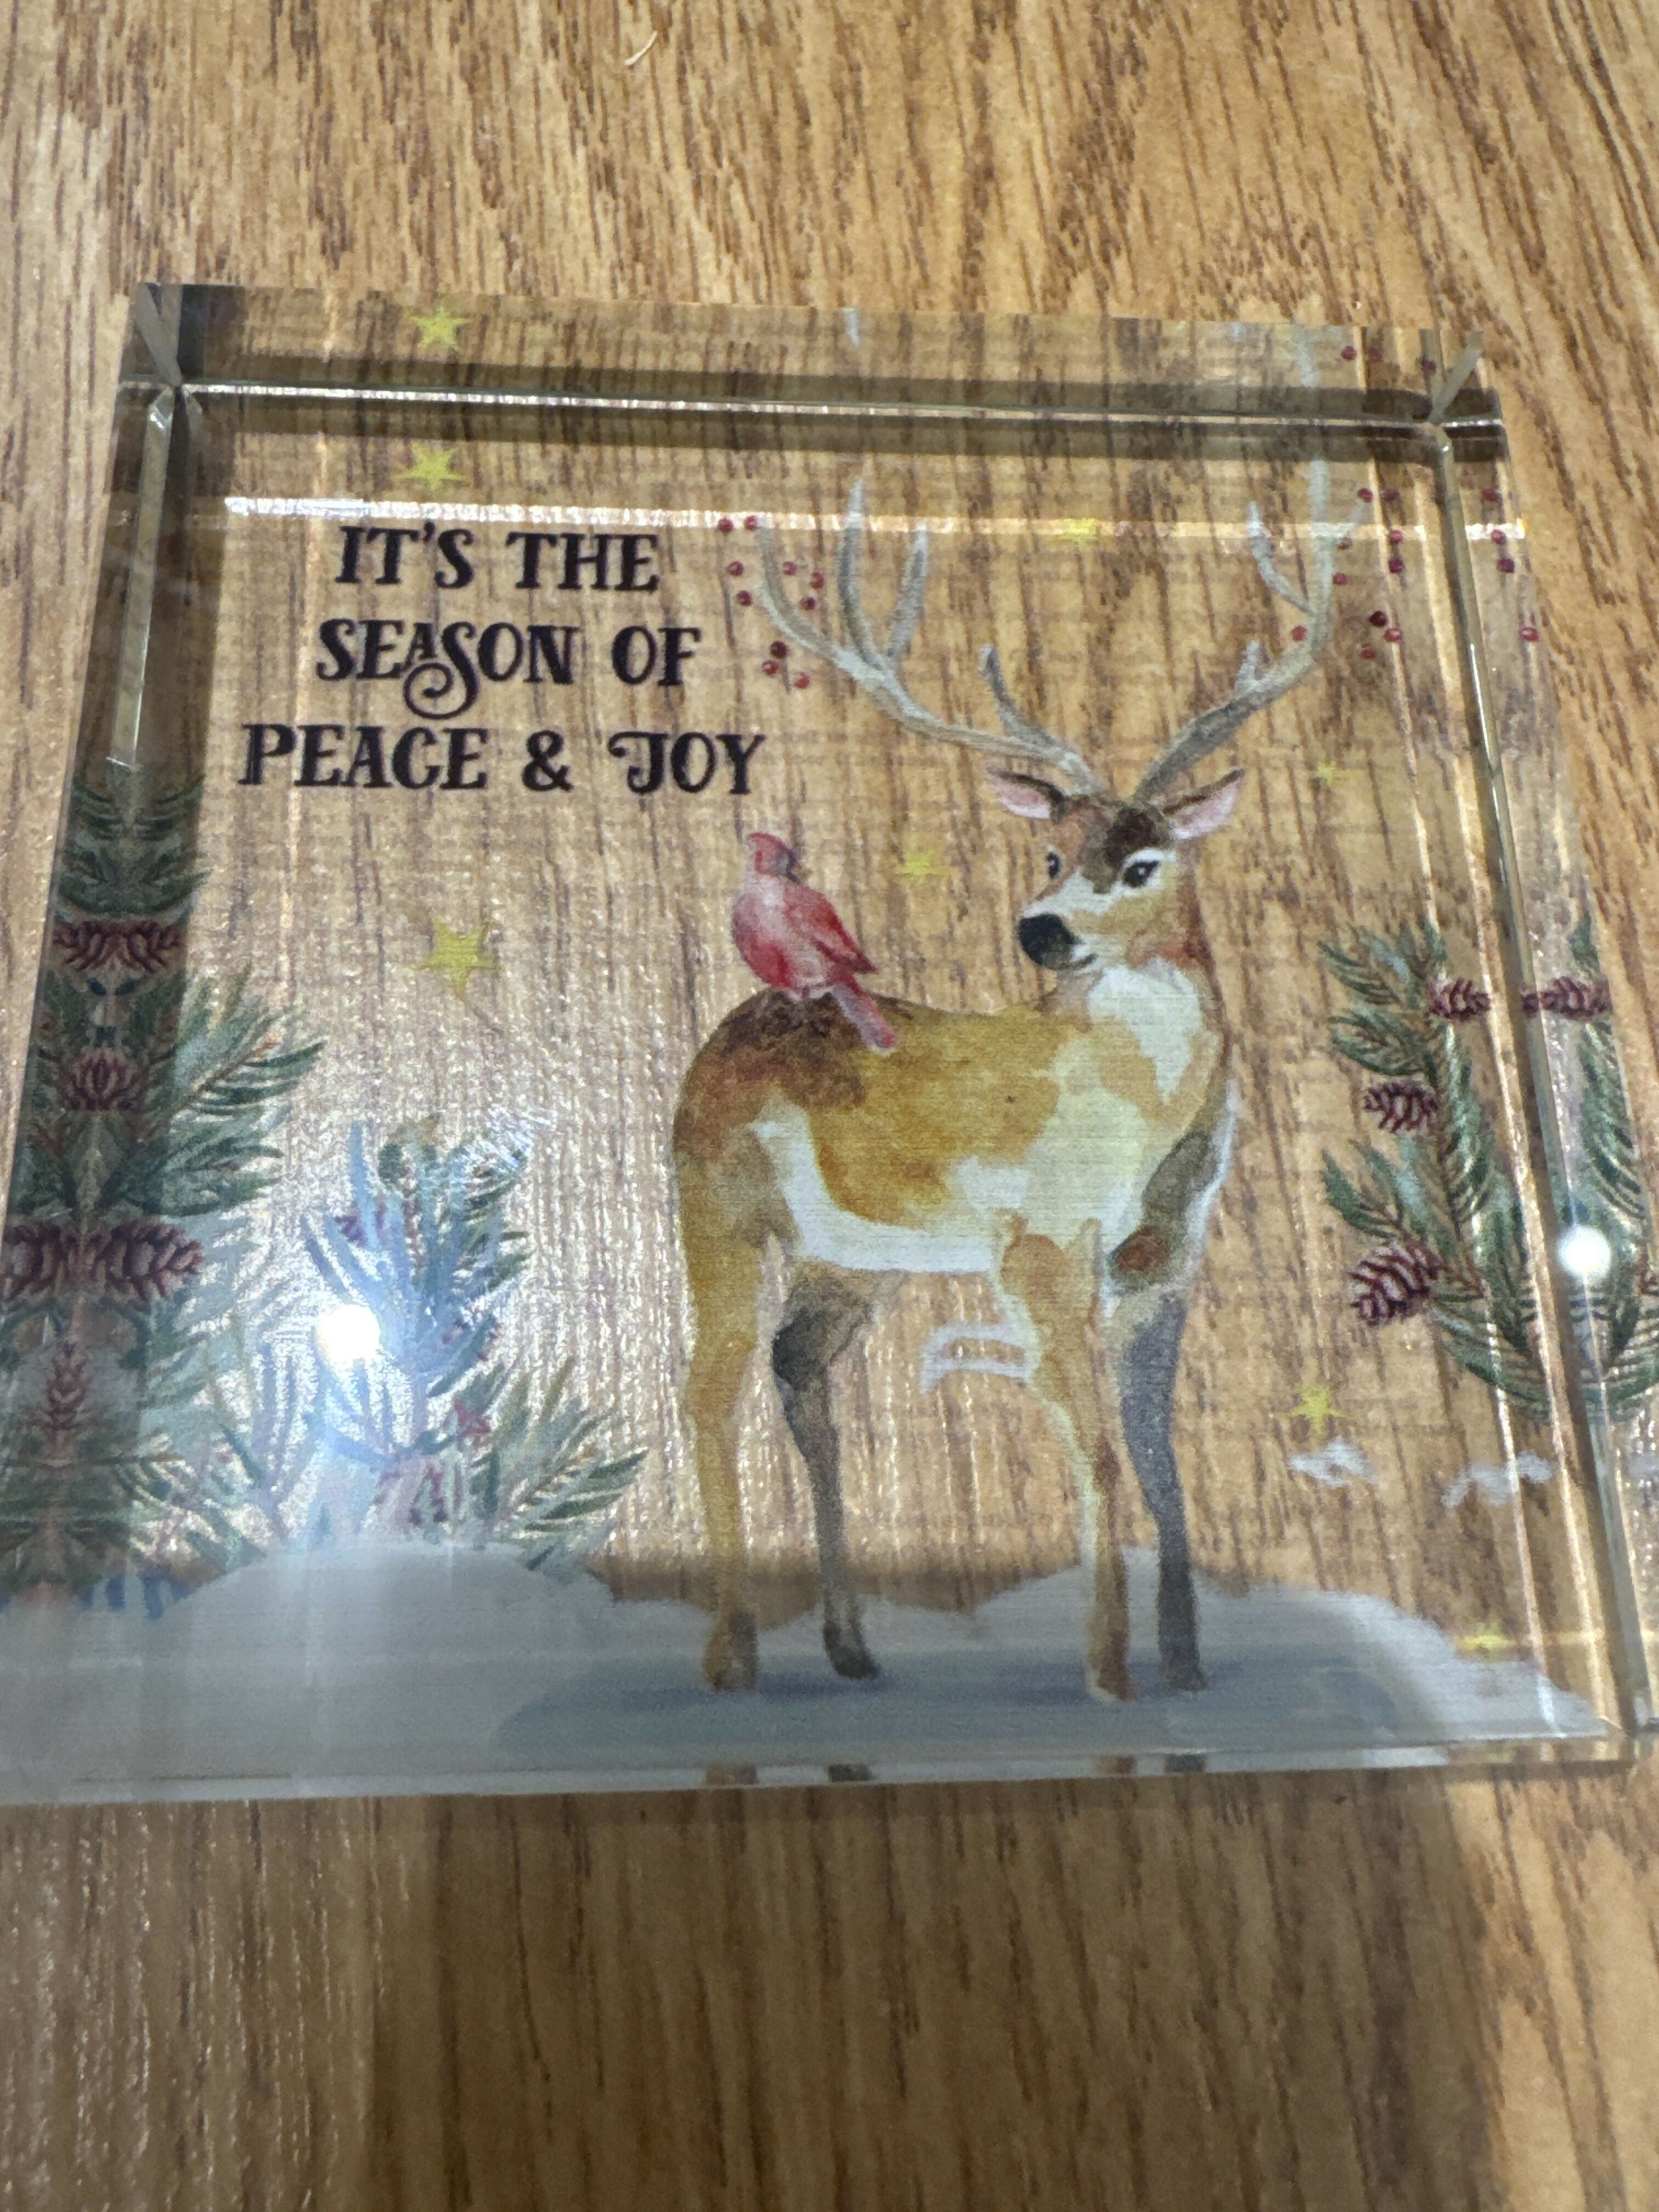 IT'S THE
SEASON OF
PEACE & JOY